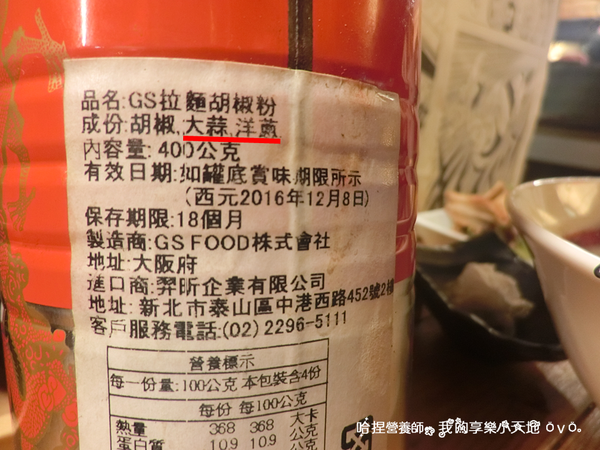 品名:GS拉麵胡椒粉
成份:胡椒,大蒜,洋蔥
內容量:400公克
有效日期:如罐底賞味期限所示
(西元2016年12月8日)
保存期限:18個月
製造商:GS FOOD株式會社
地址:大阪府
進口商:羿昕企業有限公司
地址:新北市泰山區中港西路452號2樓
客戶服務電話:(02)2296-5111
營養標示
每一份量:100公克 本包裝含4份
每份 每100公克
熱量 368 368 大卡
蛋白質 10.9 10.9 公克
哈捏營養師。我的享樂小天地 ovo。